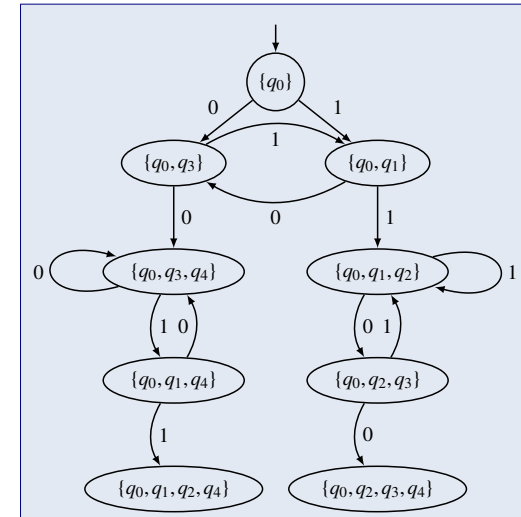 {q₀}
0 1
{q₀, q₃} 1 {q₀, q₁}
0
0 1
0 {q₀, q₃, q₄} {q₀, q₁, q₂} 1
1 0 0 1
{q₀, q₁, q₄} {q₀, q₂, q₃}
1 0
{q₀, q₁, q₂, q₄} {q₀, q₂, q₃, q₄}